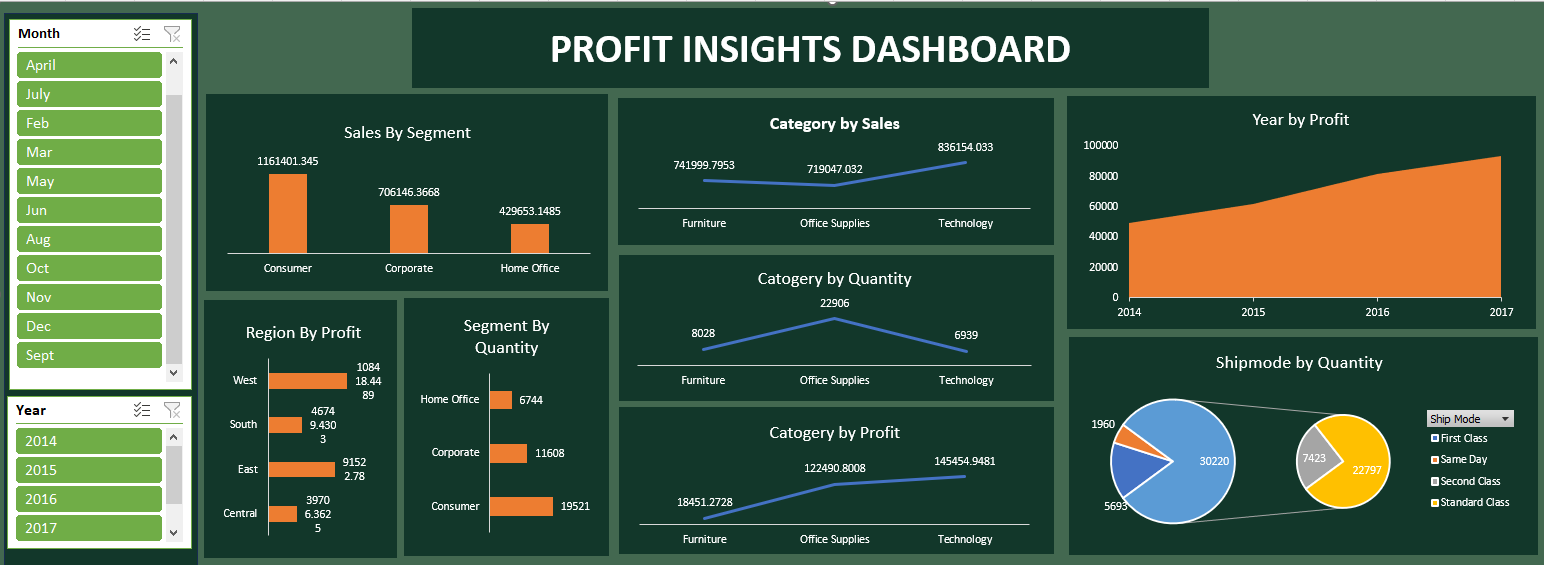 PROFIT INSIGHTS DASHBOARD
Month
April
July
Feb
Mar
May
Jun
Aug
Oct
Nov
Dec
Sept
Year
2014
2015
2016
2017
Sales By Segment
1161401.345
706146.3668
429653.1485
Consumer
Corporate
Home Office
Region By Profit
West
1084
18.44
89
South
4674
9.430
3
East
9152
2.78
Central
3970
6.362
5
Segment By
Quantity
Home Office
6744
Corporate
11608
Consumer
19521
Category by Sales
741999.7953
719047.032
836154.033
Furniture
Office Supplies
Technology
Catogery by Quantity
8028
22906
6939
Furniture
Office Supplies
Technology
Catogery by Profit
18451.2728
122490.8008
145454.9481
Furniture
Office Supplies
Technology
Year by Profit
100000
80000
60000
40000
20000
0
2014
2015
2016
2017
Shipmode by Quantity
1960
5693
30220
7423
22797
Ship Mode
First Class
Same Day
Second Class
Standard Class